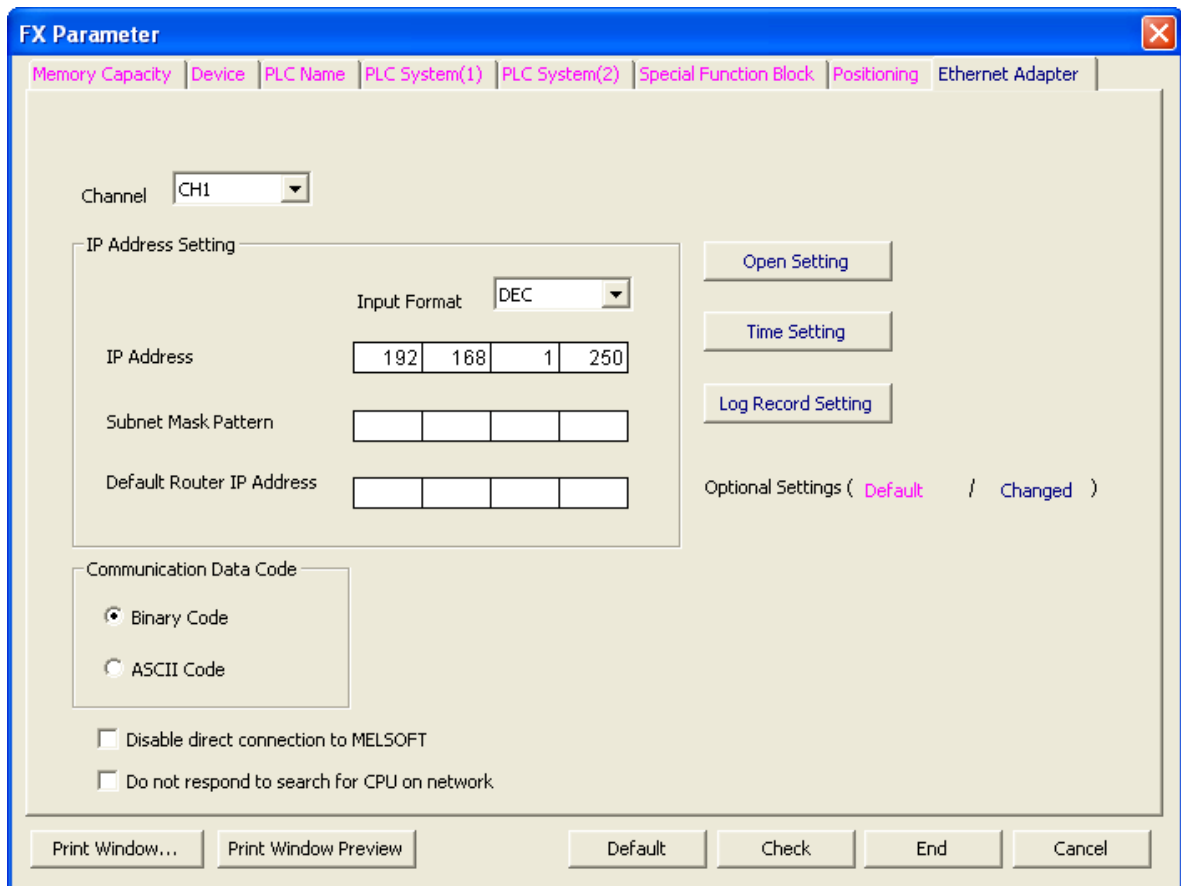 FX Parameter
Memory Capacity Device PLC Name PLC System(1) PLC System(2) Special Function Block Positioning Ethernet Adapter
Channel CH1
IP Address Setting
Input Format DEC
IP Address 192 168 1 250
Subnet Mask Pattern
Default Router IP Address
Open Setting
Time Setting
Log Record Setting
Optional Settings ( Default / Changed )
Communication Data Code
Binary Code
ASCII Code
Disable direct connection to MELSOFT
Do not respond to search for CPU on network
Print Window... Print Window Preview Default Check End Cancel